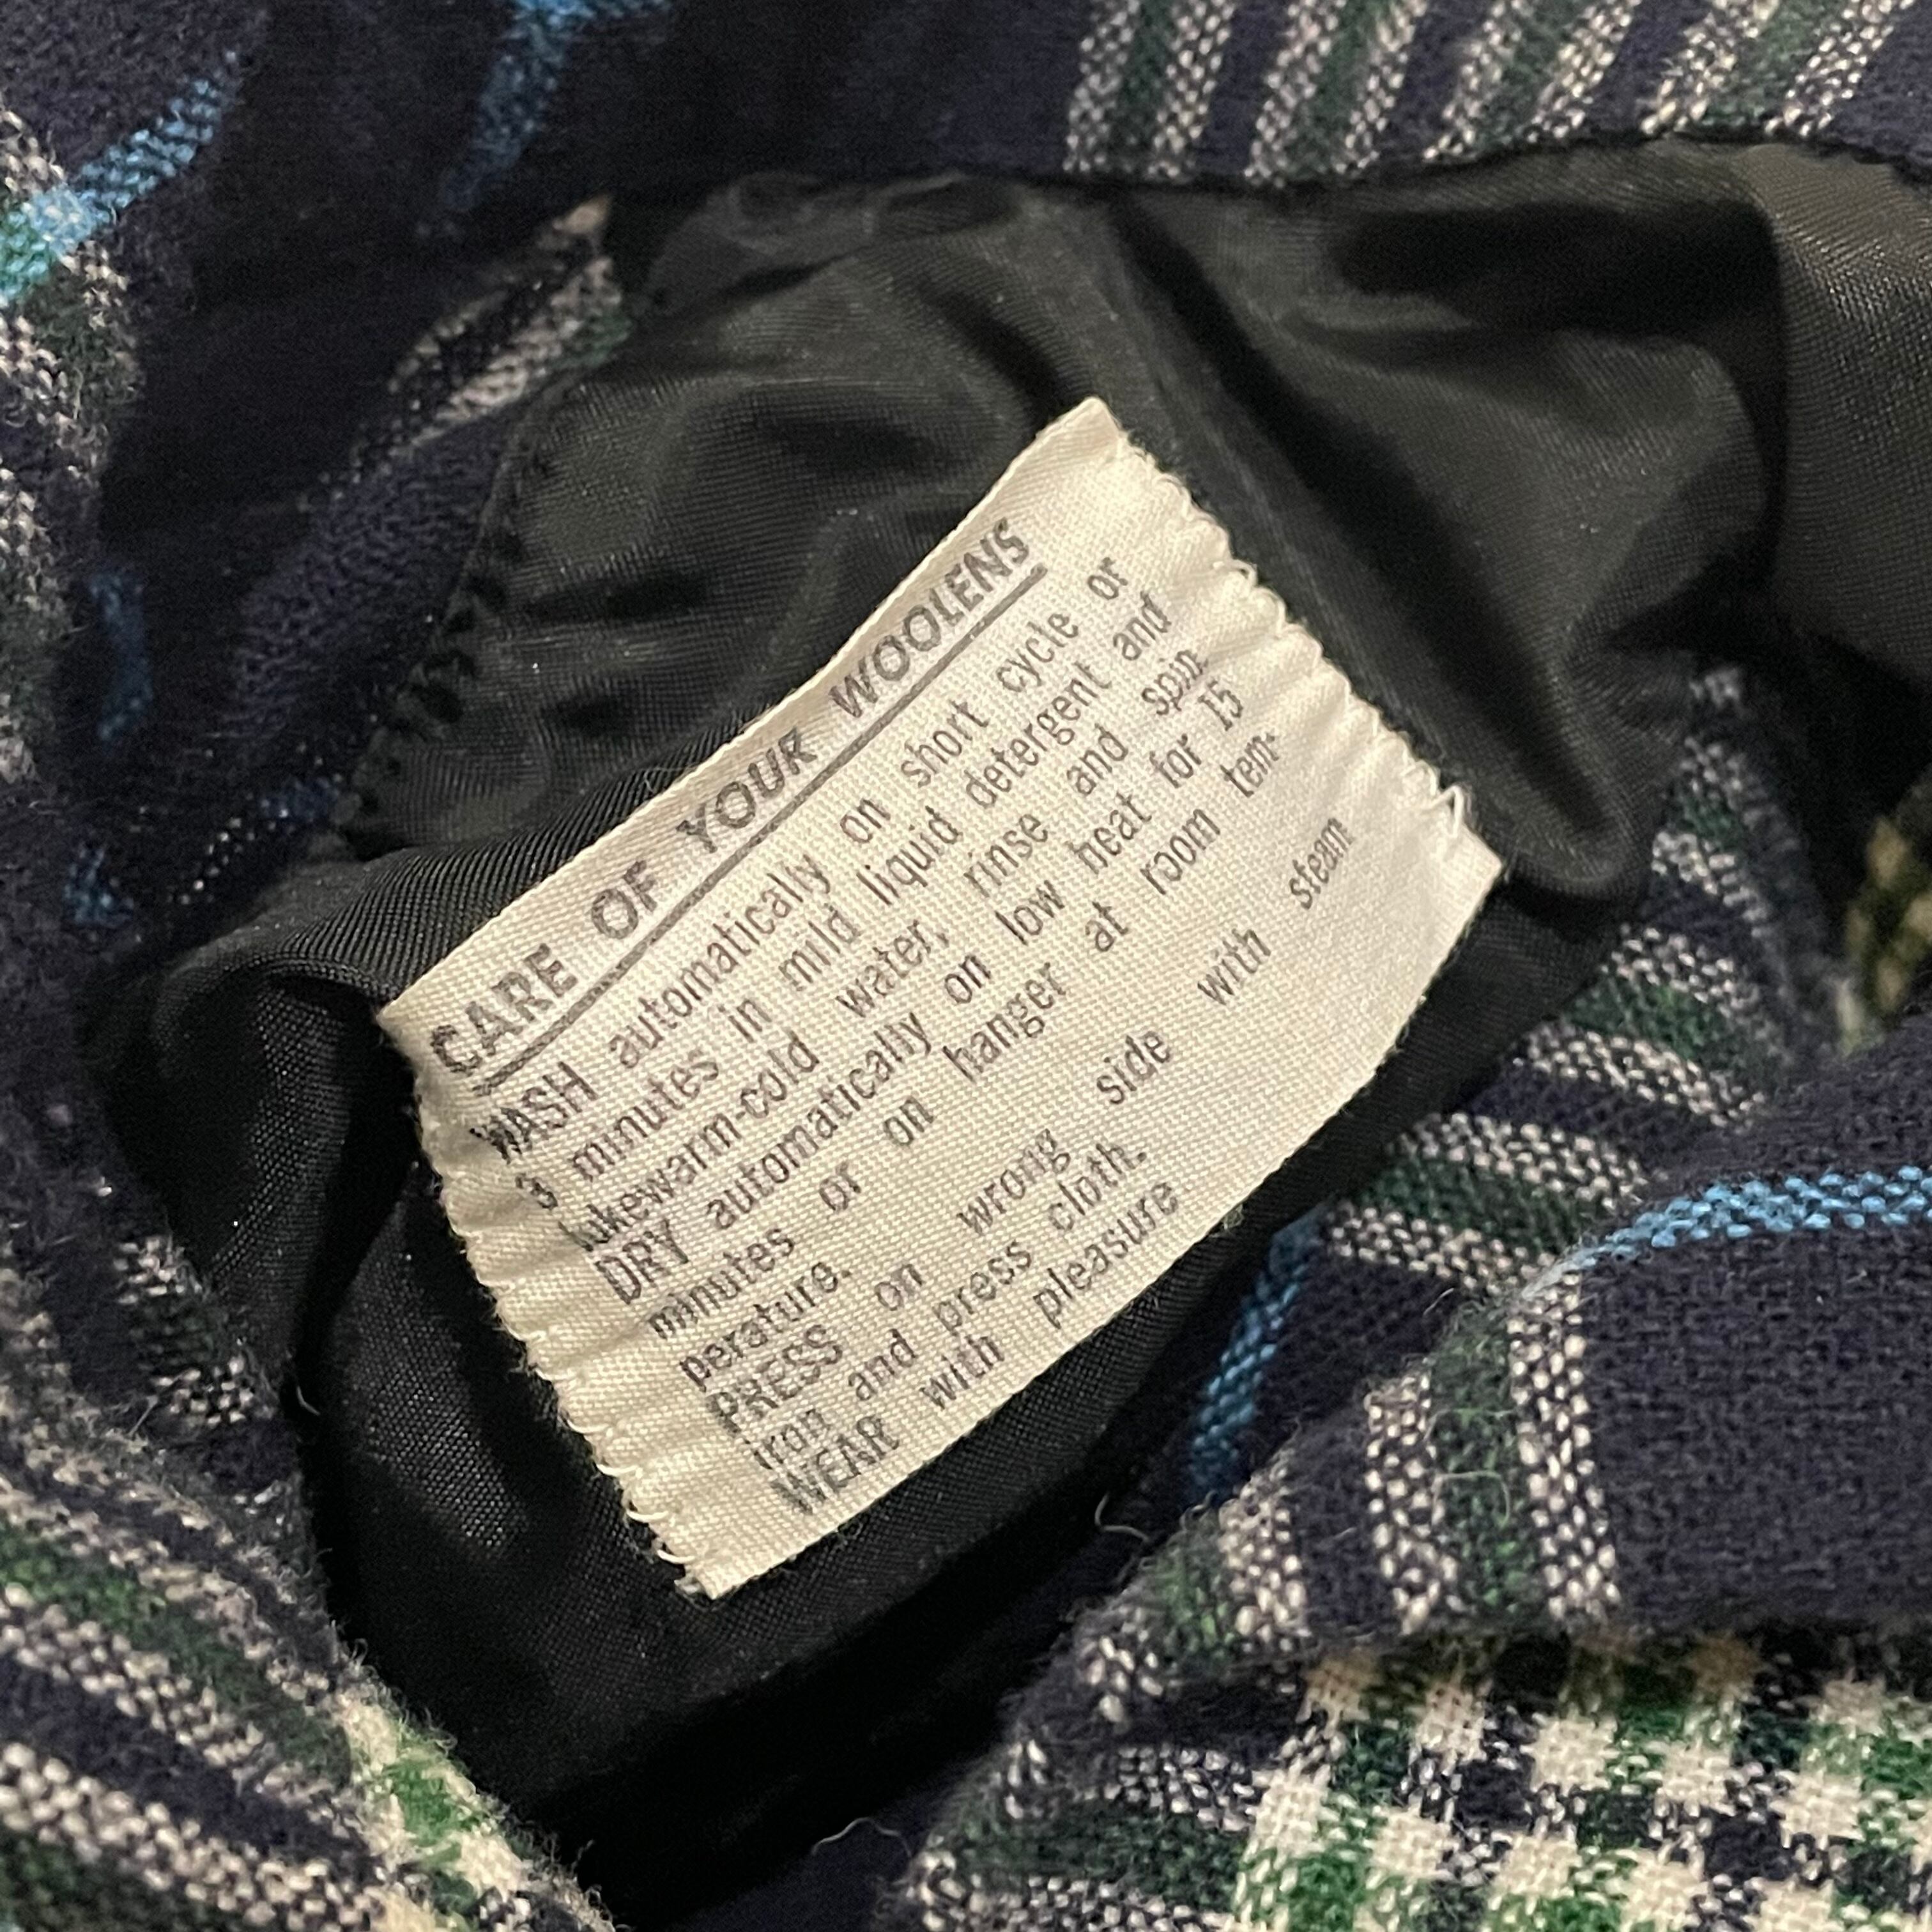 CARE OF YOUR WOOLENS
WASH automatically on short cycle or
3 minutes in mild liquid detergent and
lukewarm-cold water, rinse and spin.
DRY automatically on low heat for 15
minutes or on hanger at room tem-
perature.
PRESS on wrong side with steam
iron and press cloth.
WEAR with pleasure